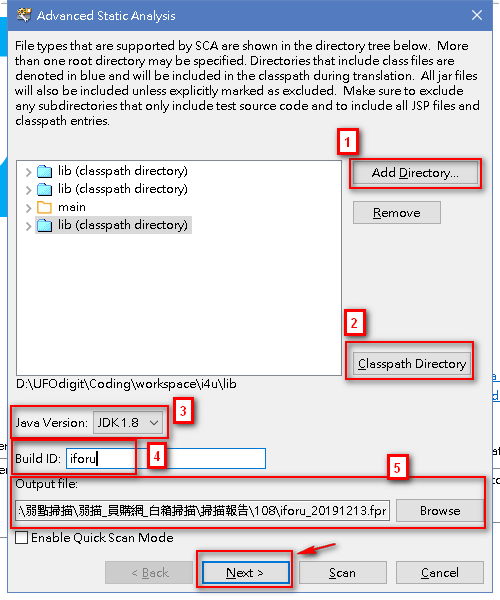 Advanced Static Analysis
File types that are supported by SCA are shown in the directory tree below. More
than one root directory may be specified. Directories that include class files are
denoted in blue and will be included in the classpath during translation. All jar files
will also be included unless explicitly marked as excluded. Make sure to exclude
any subdirectories that only include test source code and to include all JSP files and
classpath entries.
1
lib (classpath directory)
Add Directory...
lib (classpath directory)
main
Remove
lib (classpath directory)
2
Classpath Directory
D:\UFOdigit\Coding\workspace\i4u\lib
Java Version:
JDK1.8
3
Build ID:
iforu
4
5
Output file:
:\弱點掃描\弱掃_員購網_白箱掃描\掃描報告\108\iforu_20191213.fpr
Browse
Enable Quick Scan Mode
< Back
Next >
Scan
Cancel